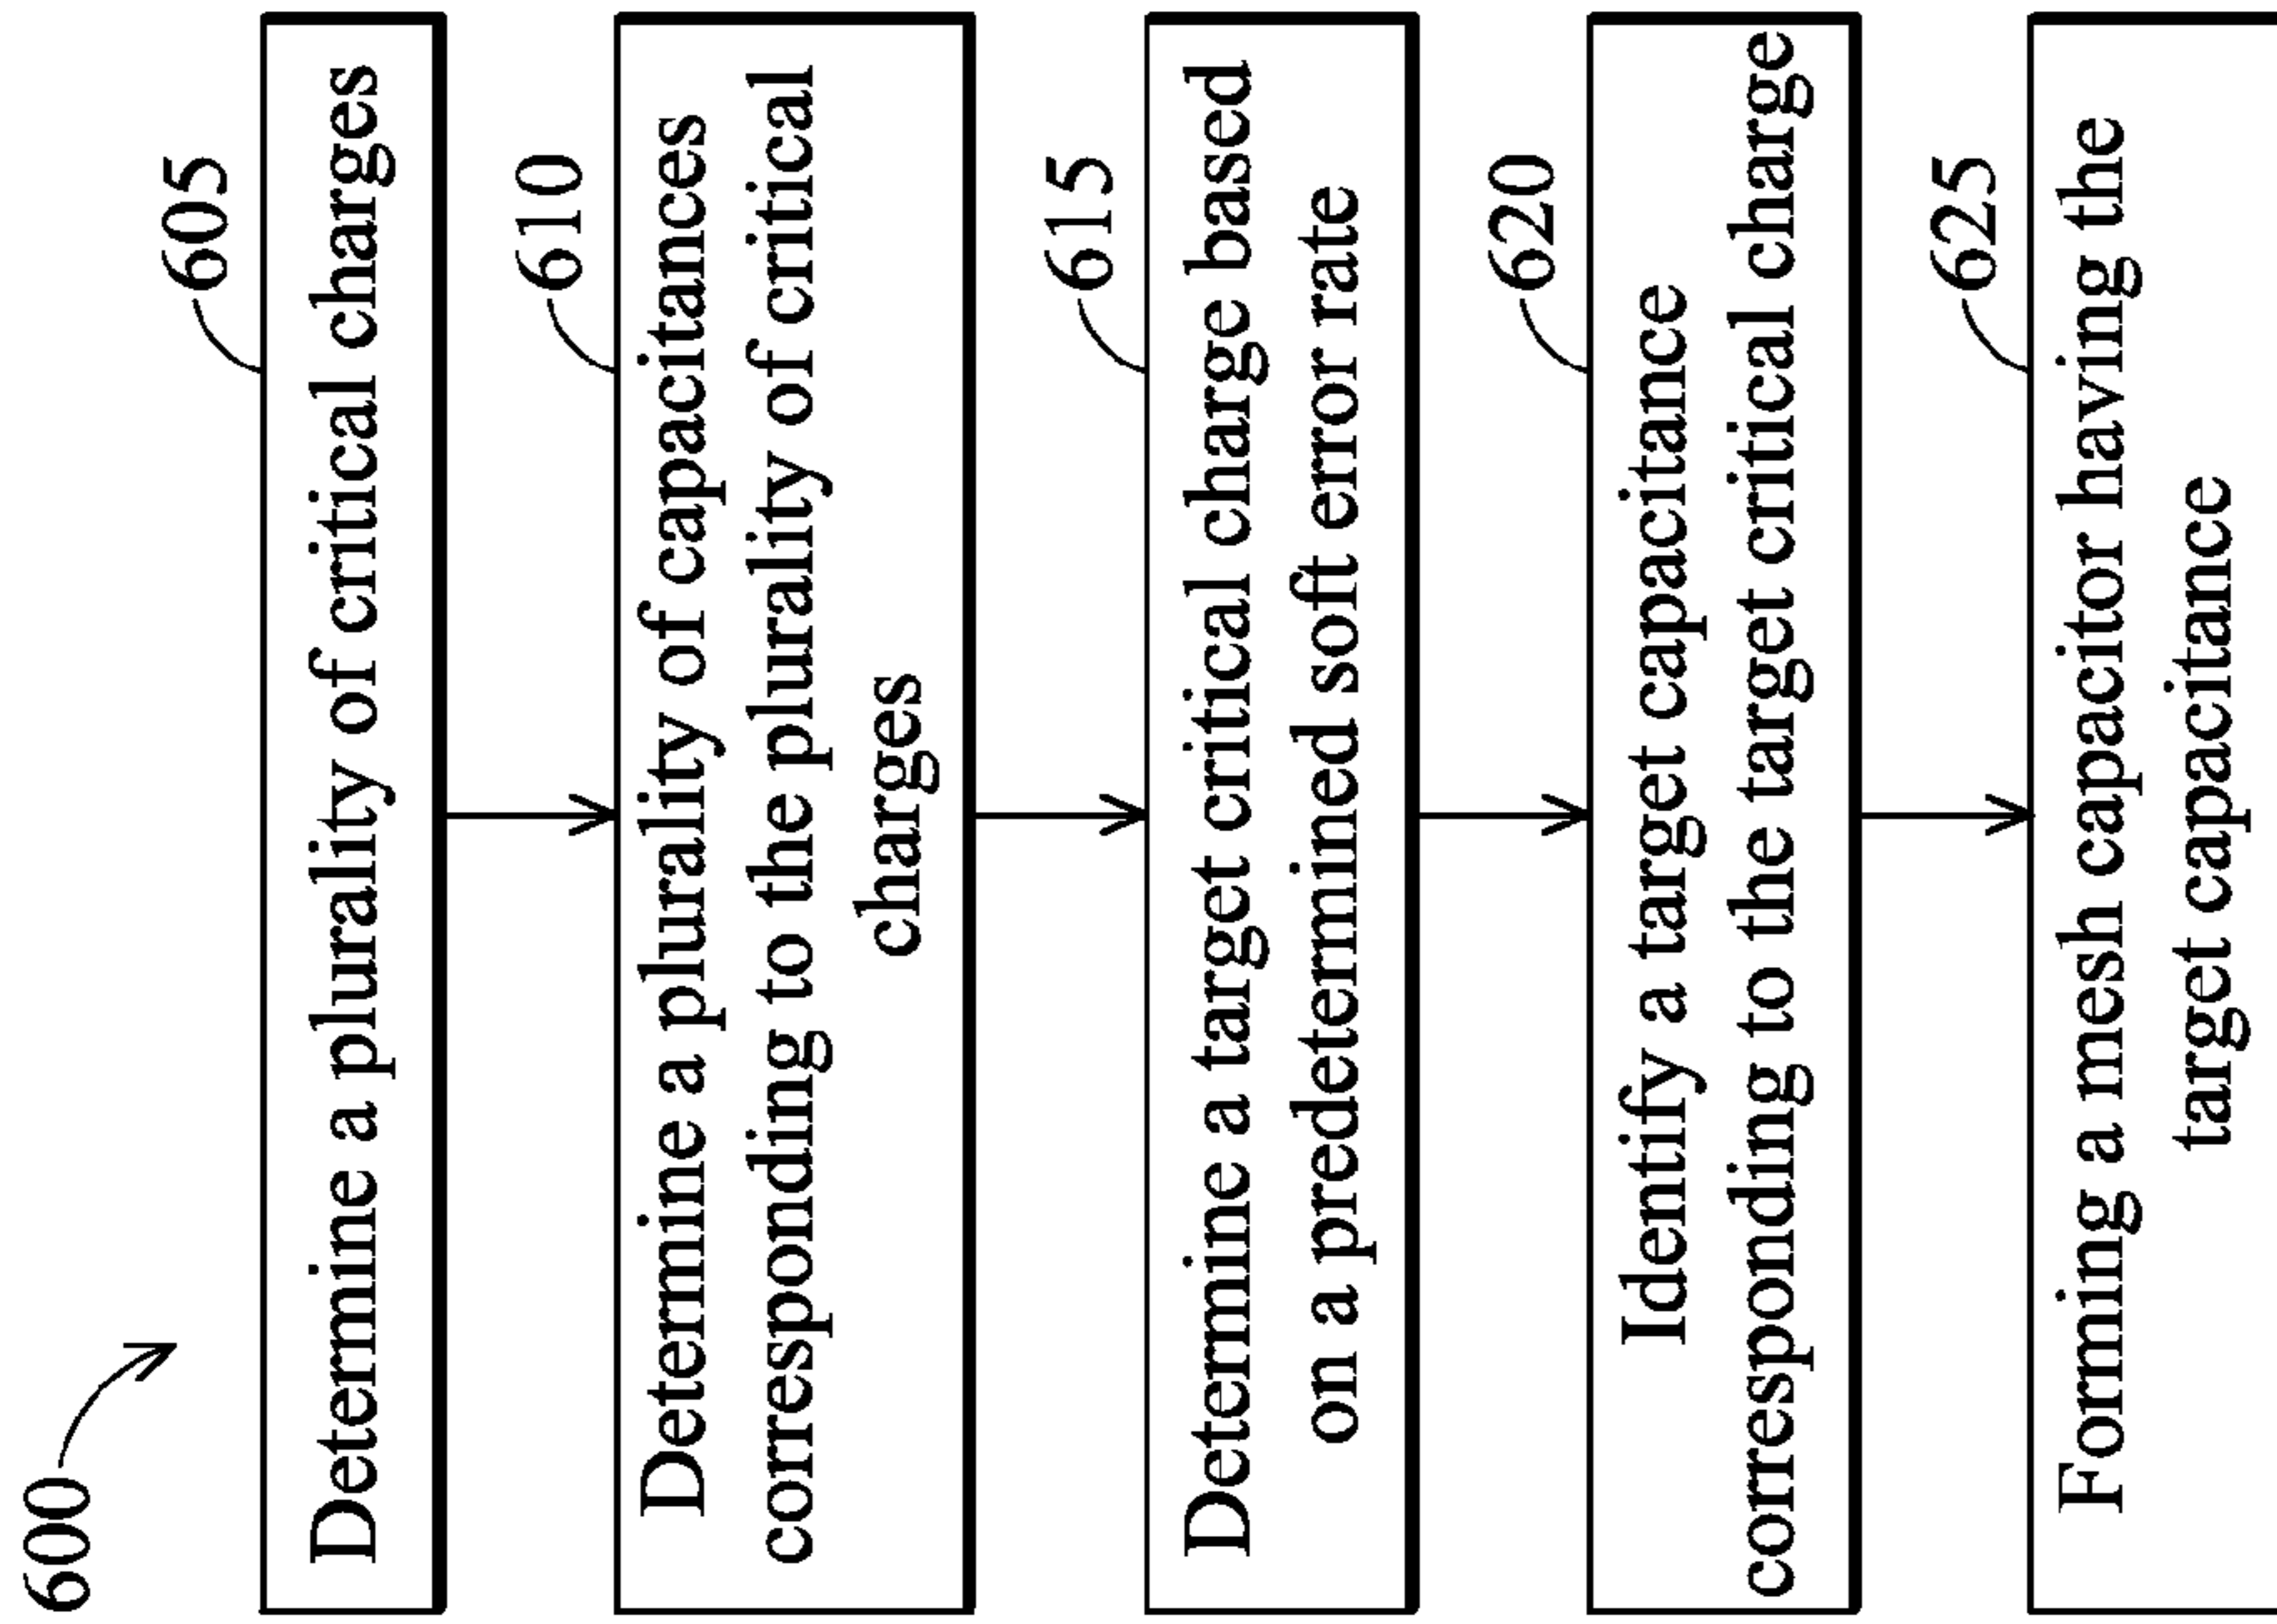 600
605
Determine a plurality of critical charges
610
Determine a plurality of capacitances
corresponding to the plurality of critical
charges
615
Determine a target critical charge based
on a predetermined soft error rate
620
Identify a target capacitance
corresponding to the target critical charge
625
Forming a mesh capacitor having the
target capacitance